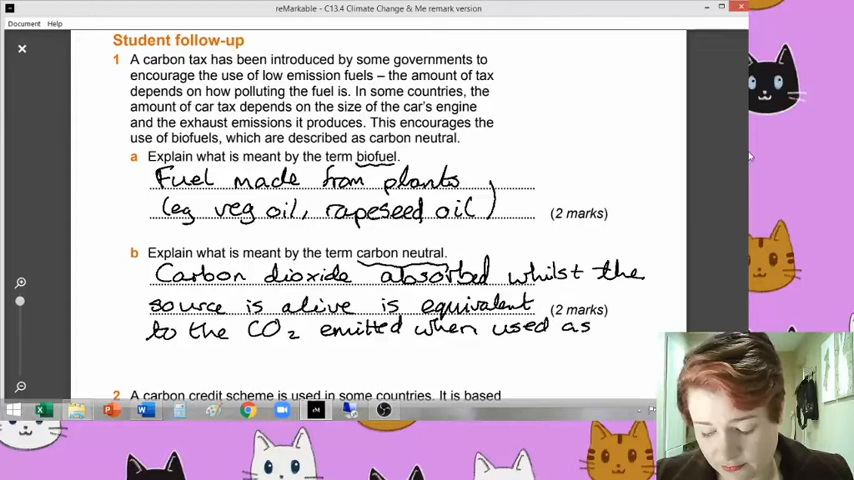 reMarkable - C13.4 Climate Change & Me remark version
Document Help
Student follow-up
1 A carbon tax has been introduced by some governments to
encourage the use of low emission fuels – the amount of tax
depends on how polluting the fuel is. In some countries, the
amount of car tax depends on the size of the car's engine
and the exhaust emissions it produces. This encourages the
use of biofuels, which are described as carbon neutral.
a Explain what is meant by the term biofuel.
Fuel made from plants
(eg veg oil, rapeseed oil)
(2 marks)
b Explain what is meant by the term carbon neutral.
Carbon dioxide absorbed whilst the
source is alive is equivalent
(2 marks)
to the CO₂ emitted when used as
2 A carbon credit scheme is used in some countries. It is based